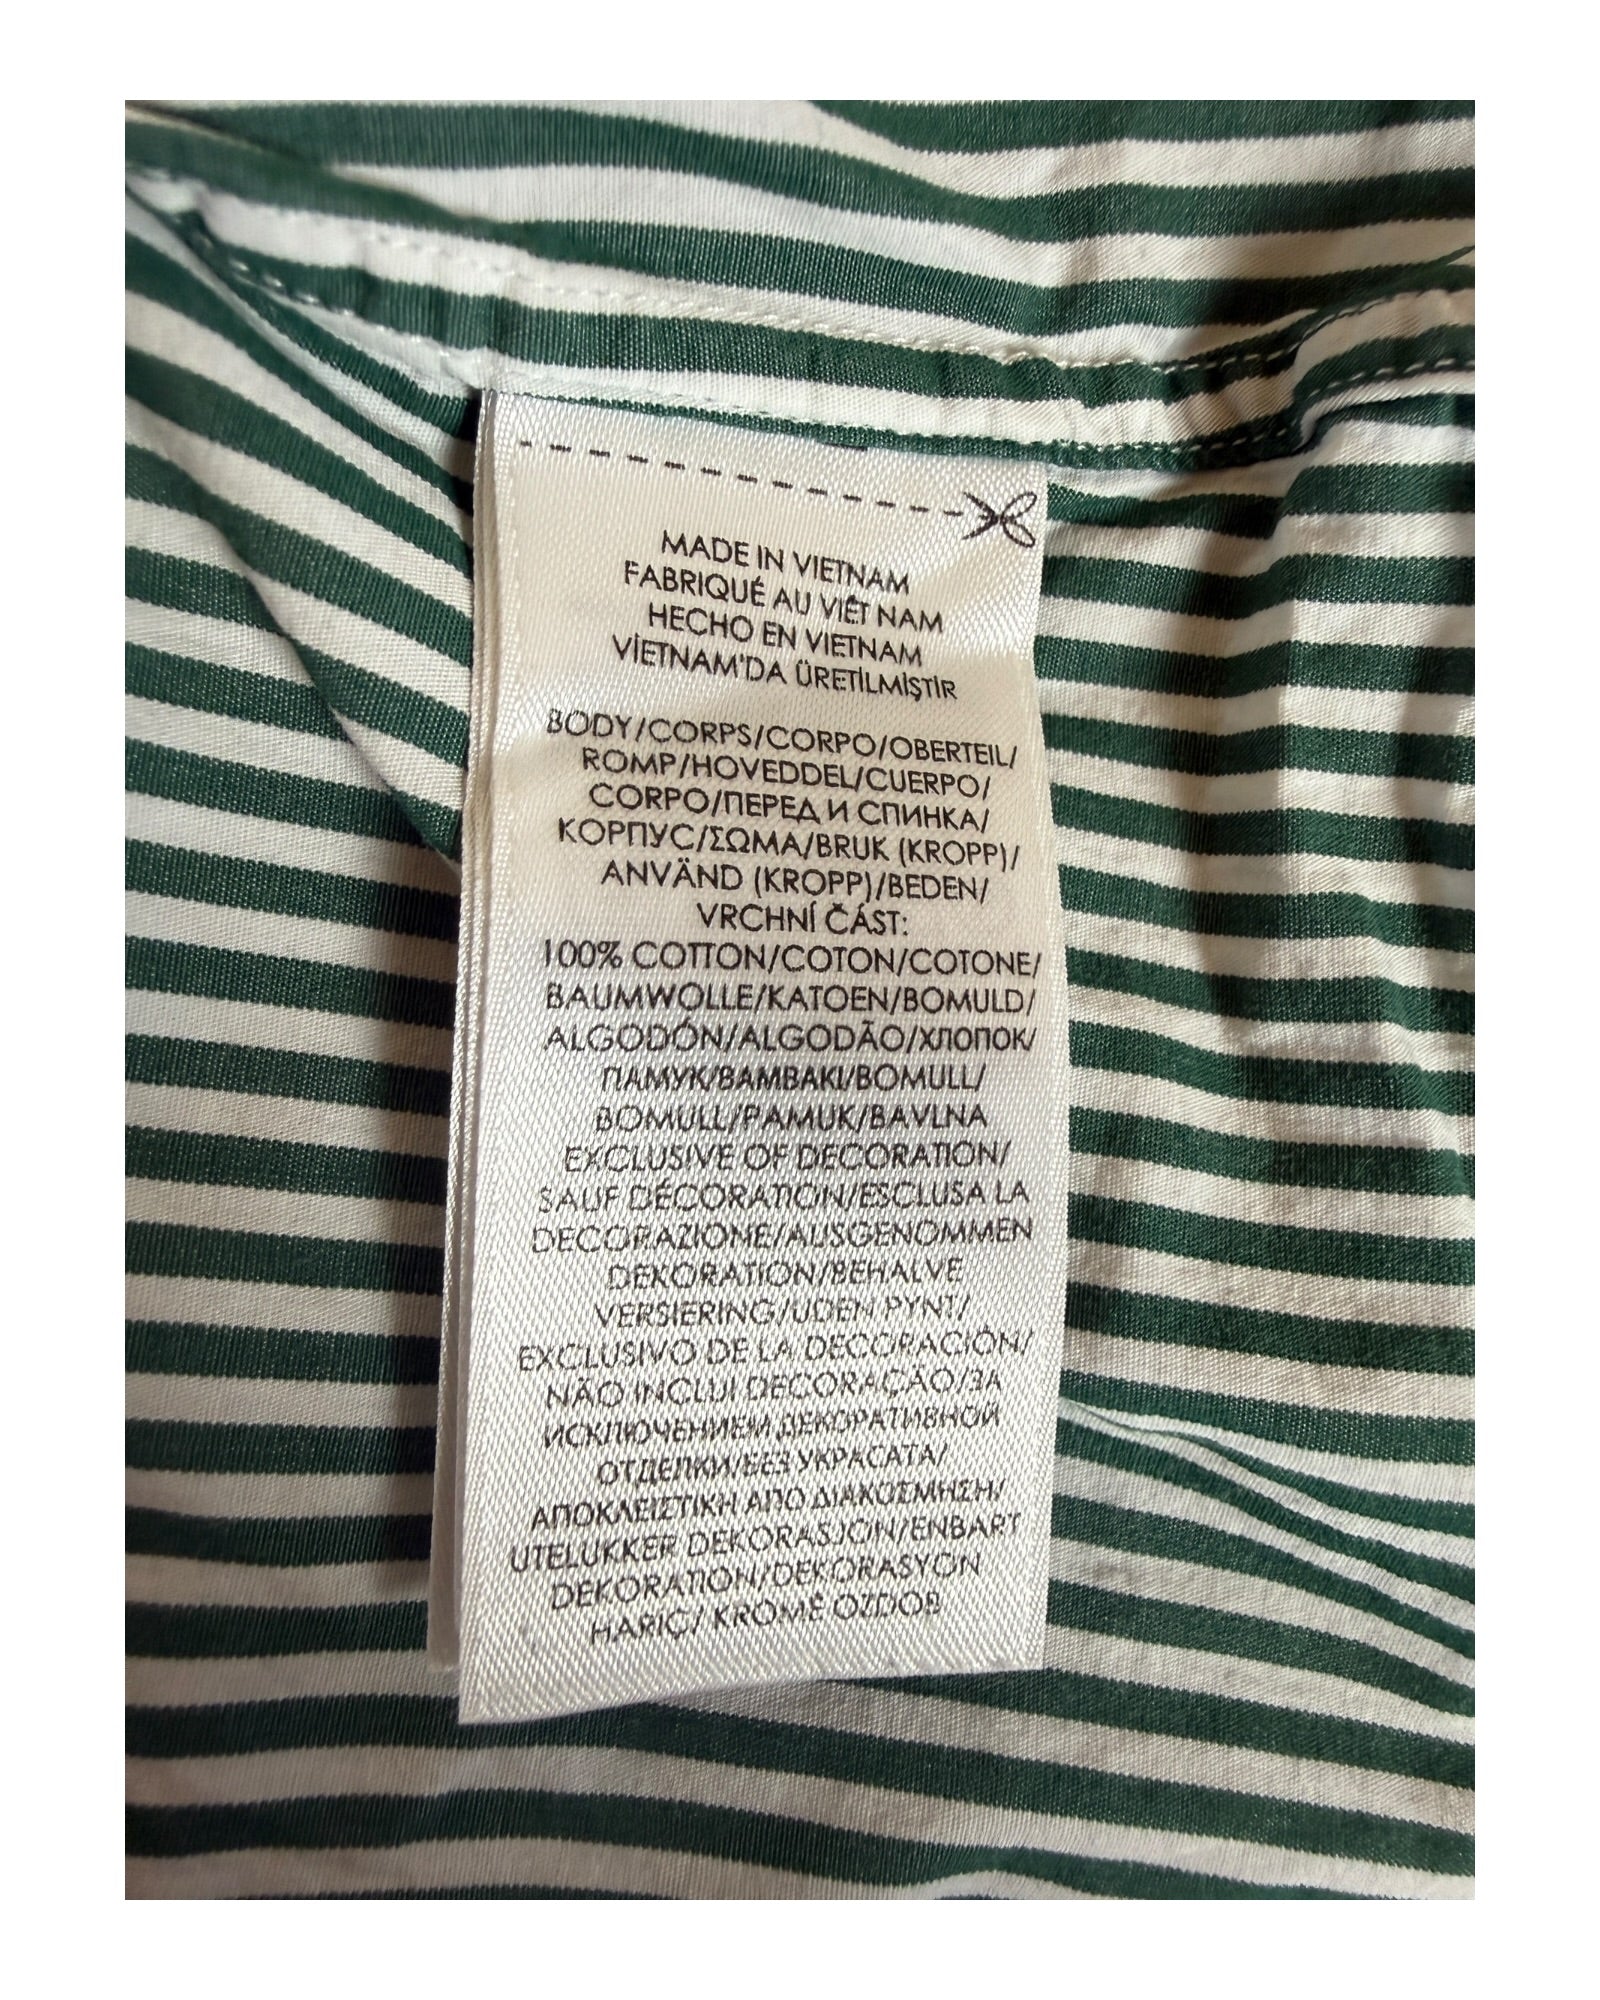 MADE IN VIETNAM
FABRIQUÉ AU VIÊT NAM
HECHO EN VIETNAM
VİETNAM'DA ÜRETİLMİŞTİR
BODY/CORPS/CORPO/OBERTEIL/
ROMP/HOVEDDEL/CUERPO/
CORPO/ПЕРЕД И СПИНКА/
КОРПУС/ΣΩΜΑ/BRUK (KROPP)/
ANVÄND (KROPP)/BEDEN/
VRCHNÍ ČÁST:
100% COTTON/COTON/COTONE/
BAUMWOLLE/KATOEN/BOMULD/
ALGODÓN/ALGODÃO/ХЛОПОК/
ПАМУК/ΒΑΜΒΑΚΙ/BOMULL/
BOMULL/PAMUK/BAVLNA
EXCLUSIVE OF DECORATION/
SAUF DÉCORATION/ESCLUSA LA
DECORAZIONE/AUSGENOMMEN
DEKORATION/BEHALVE
VERSIERING/UDEN PYNT/
EXCLUSIVO DE LA DECORACIÓN/
NÃO INCLUI DECORAÇÃO/ЗА
ИСКЛЮЧЕНИЕМ ДЕКОРАТИВНОЙ
ОТДЕЛКИ/БЕЗ УКРАСАТА/
ΑΠΟΚΛΕΙΣΤΙΚΗ ΑΠΟ ΔΙΑΚΟΣΜΗΣΗ/
UTELUKKER DEKORASJON/ENBART
DEKORATION/DEKORASYON
HARIÇ/ KROMĚ OZDOB